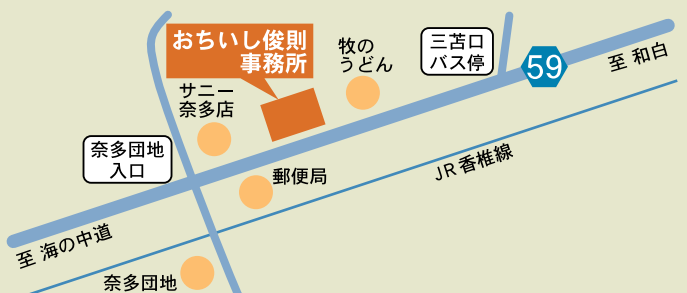 おちいし俊則
事務所
牧の
うどん
三苫口
バス停
59
至 和白
サニー
奈多店
奈多団地
入口
郵便局
JR香椎線
至 海の中道
奈多団地